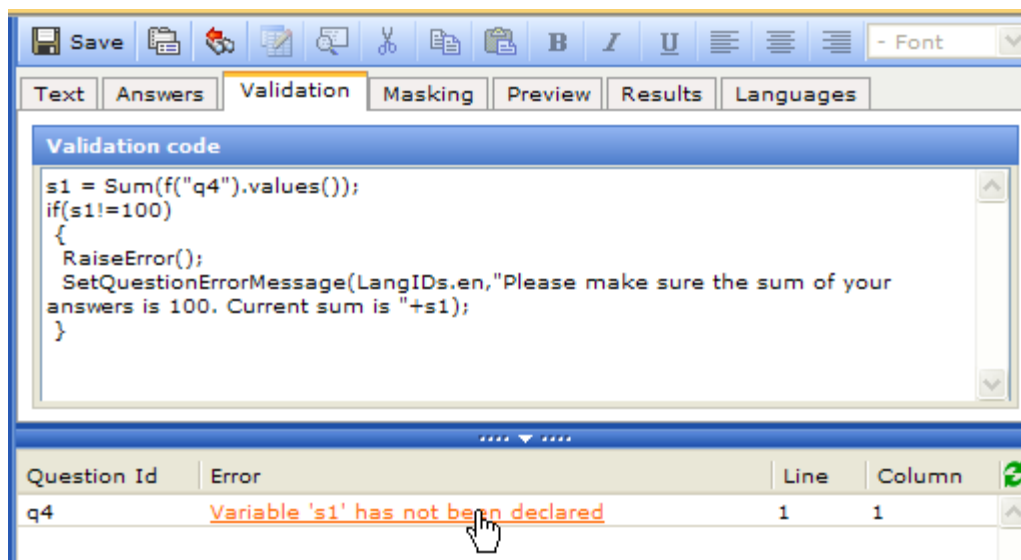 Save B I U - Font
Text Answers Validation Masking Preview Results Languages
Validation code
s1 = Sum(f("q4").values());
if(s1!=100)
{
RaiseError();
SetQuestionErrorMessage(LangIDs.en,"Please make sure the sum of your
answers is 100. Current sum is "+s1);
}
Question Id Error Line Column
q4 Variable 's1' has not been declared 1 1